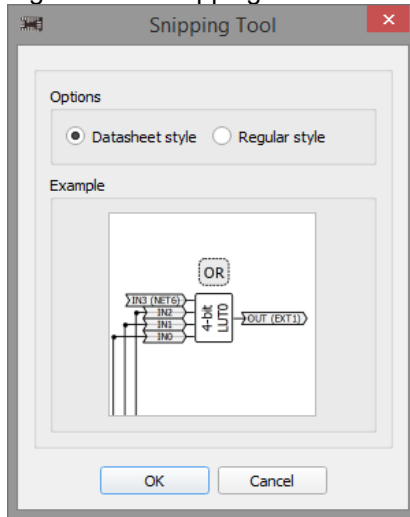 Snipping Tool
Options
Datasheet style Regular style
Example
OR
IN3 (NET6)
IN2
IN1
IN0
4-bit
LUT0
OUT (EXT1)
OK Cancel